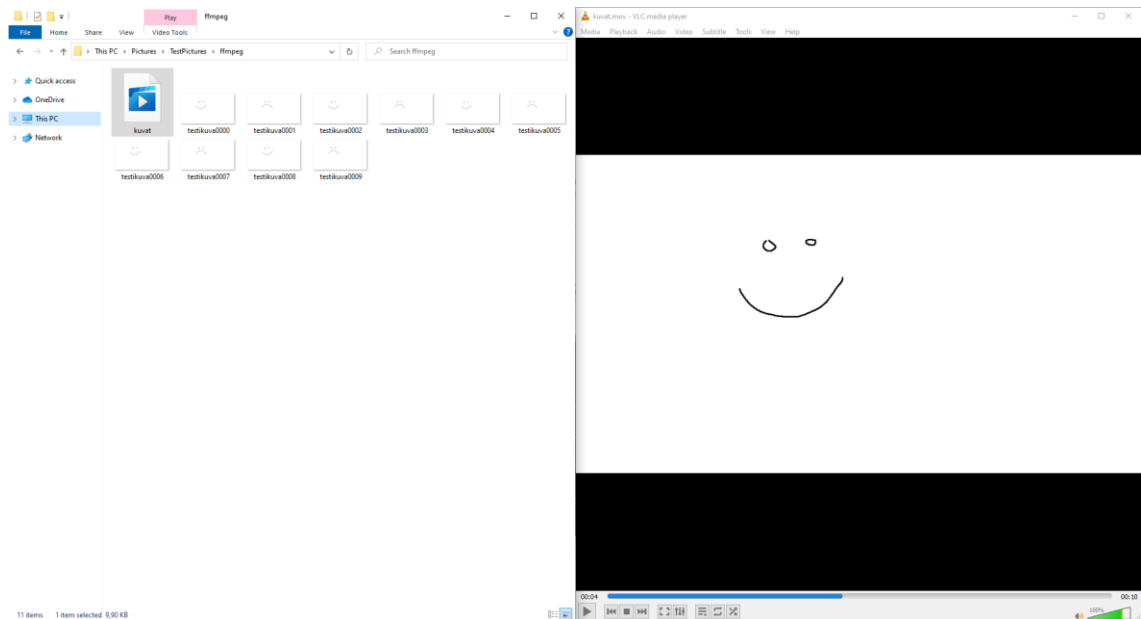 Play
ffmpeg
File
Home
Share
View
Video Tools
This PC
Pictures
TestPictures
ffmpeg
Search ffmpeg
Quick access
OneDrive
This PC
Network
kuvat
testikuva0000
testikuva0001
testikuva0002
testikuva0003
testikuva0004
testikuva0005
testikuva0006
testikuva0007
testikuva0008
testikuva0009
11 items
1 item selected 9,90 KB
kuvat.mov - VLC media player
Media Playback Audio Video Subtitle Tools View Help
00:04
00:10
100%